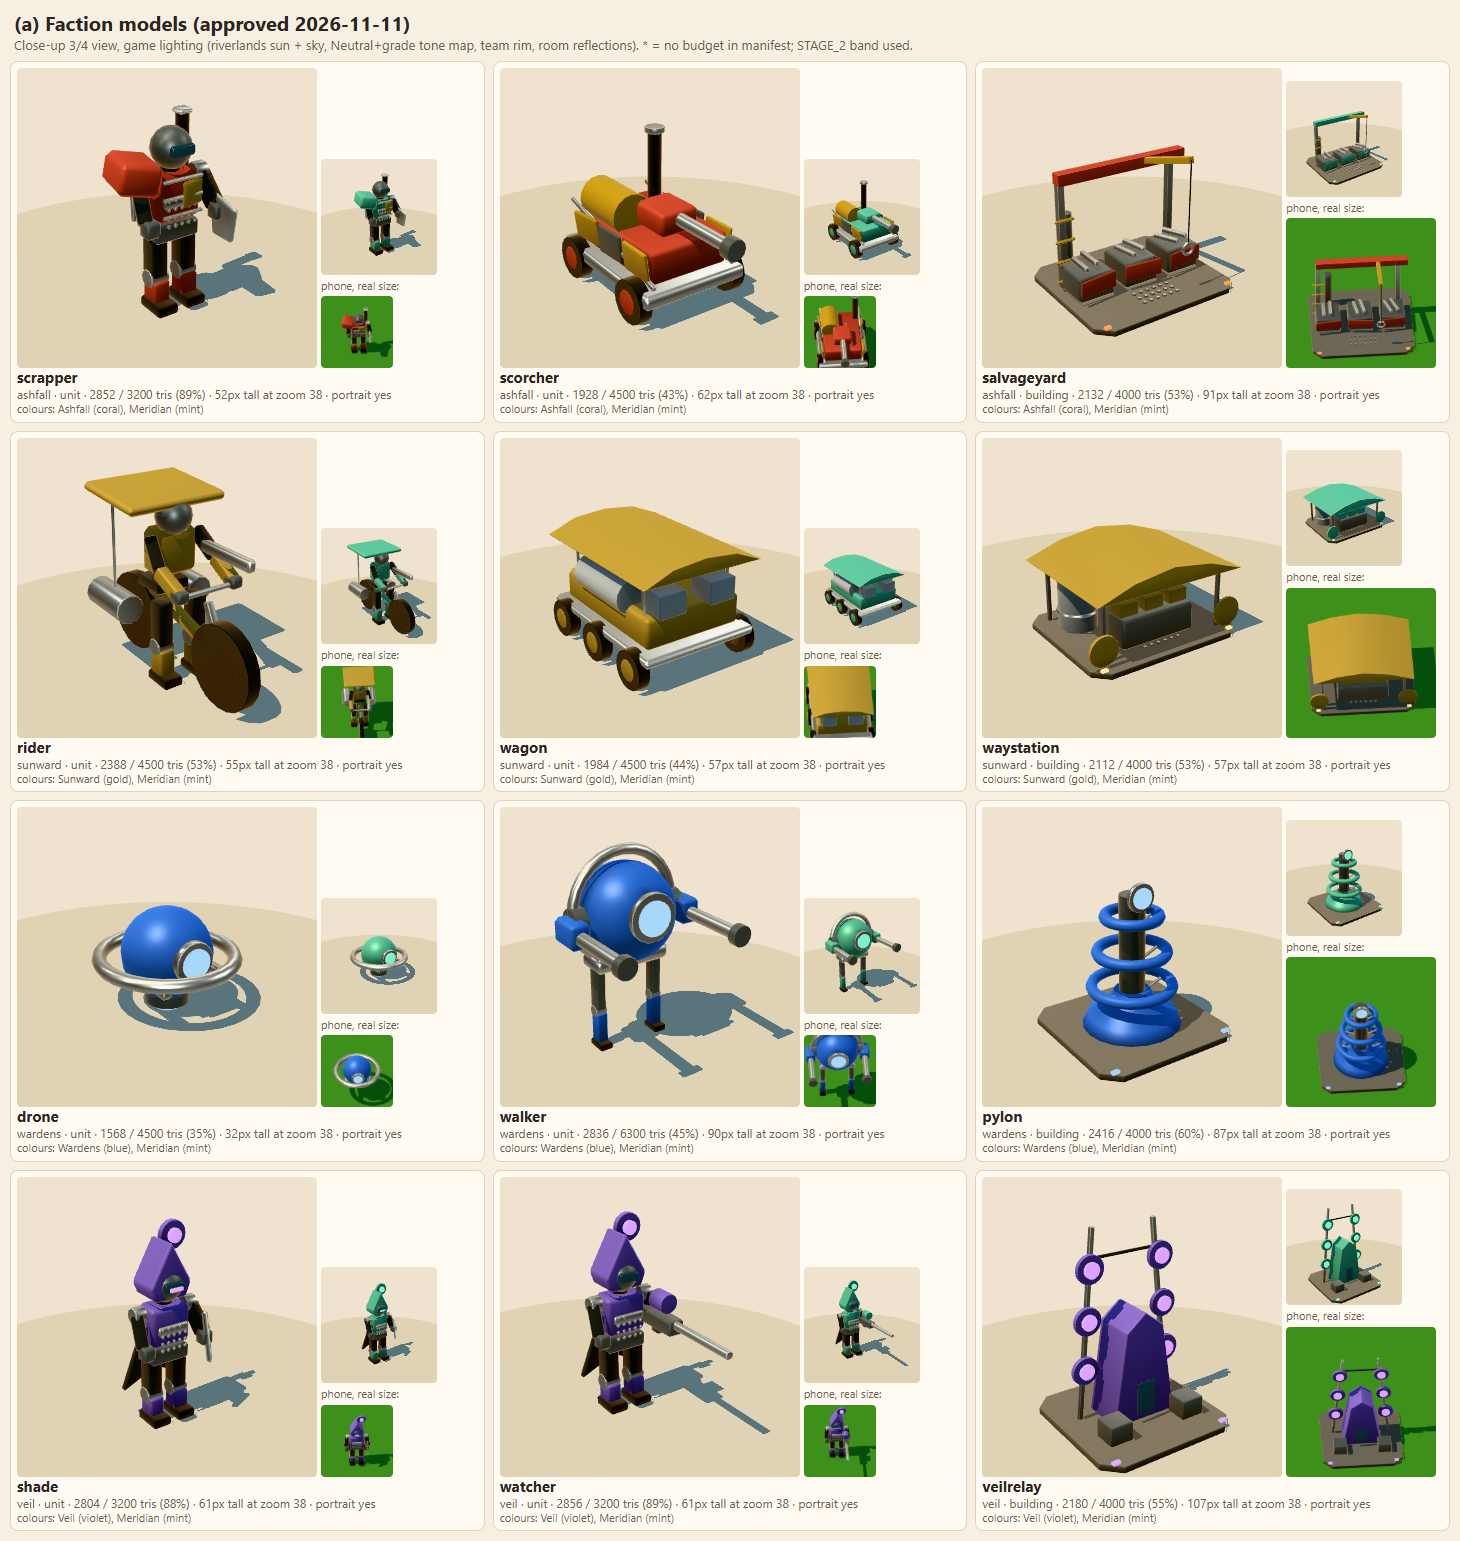 (a) Faction models (approved 2026-11-11)
Close-up 3/4 view, game lighting (riverlands sun + sky, Neutral+grade tone map, team rim, room reflections). * = no budget in manifest; STAGE_2 band used.
phone, real size:
scrapper
ashfall · unit · 2852 / 3200 tris (89%) · 52px tall at zoom 38 · portrait yes
colours: Ashfall (coral), Meridian (mint)
phone, real size:
scorcher
ashfall · unit · 1928 / 4500 tris (43%) · 62px tall at zoom 38 · portrait yes
colours: Ashfall (coral), Meridian (mint)
phone, real size:
salvageyard
ashfall · building · 2132 / 4000 tris (53%) · 91px tall at zoom 38 · portrait yes
colours: Ashfall (coral), Meridian (mint)
phone, real size:
rider
sunward · unit · 2388 / 4500 tris (53%) · 55px tall at zoom 38 · portrait yes
colours: Sunward (gold), Meridian (mint)
phone, real size:
wagon
sunward · unit · 1984 / 4500 tris (44%) · 57px tall at zoom 38 · portrait yes
colours: Sunward (gold), Meridian (mint)
phone, real size:
waystation
sunward · building · 2112 / 4000 tris (53%) · 57px tall at zoom 38 · portrait yes
colours: Sunward (gold), Meridian (mint)
phone, real size:
drone
wardens · unit · 1568 / 4500 tris (35%) · 32px tall at zoom 38 · portrait yes
colours: Wardens (blue), Meridian (mint)
phone, real size:
walker
wardens · unit · 2836 / 6300 tris (45%) · 90px tall at zoom 38 · portrait yes
colours: Wardens (blue), Meridian (mint)
phone, real size:
pylon
wardens · building · 2416 / 4000 tris (60%) · 87px tall at zoom 38 · portrait yes
colours: Wardens (blue), Meridian (mint)
phone, real size:
shade
veil · unit · 2804 / 3200 tris (88%) · 61px tall at zoom 38 · portrait yes
colours: Veil (violet), Meridian (mint)
phone, real size:
watcher
veil · unit · 2856 / 3200 tris (89%) · 61px tall at zoom 38 · portrait yes
colours: Veil (violet), Meridian (mint)
phone, real size:
veilrelay
veil · building · 2180 / 4000 tris (55%) · 107px tall at zoom 38 · portrait yes
colours: Veil (violet), Meridian (mint)